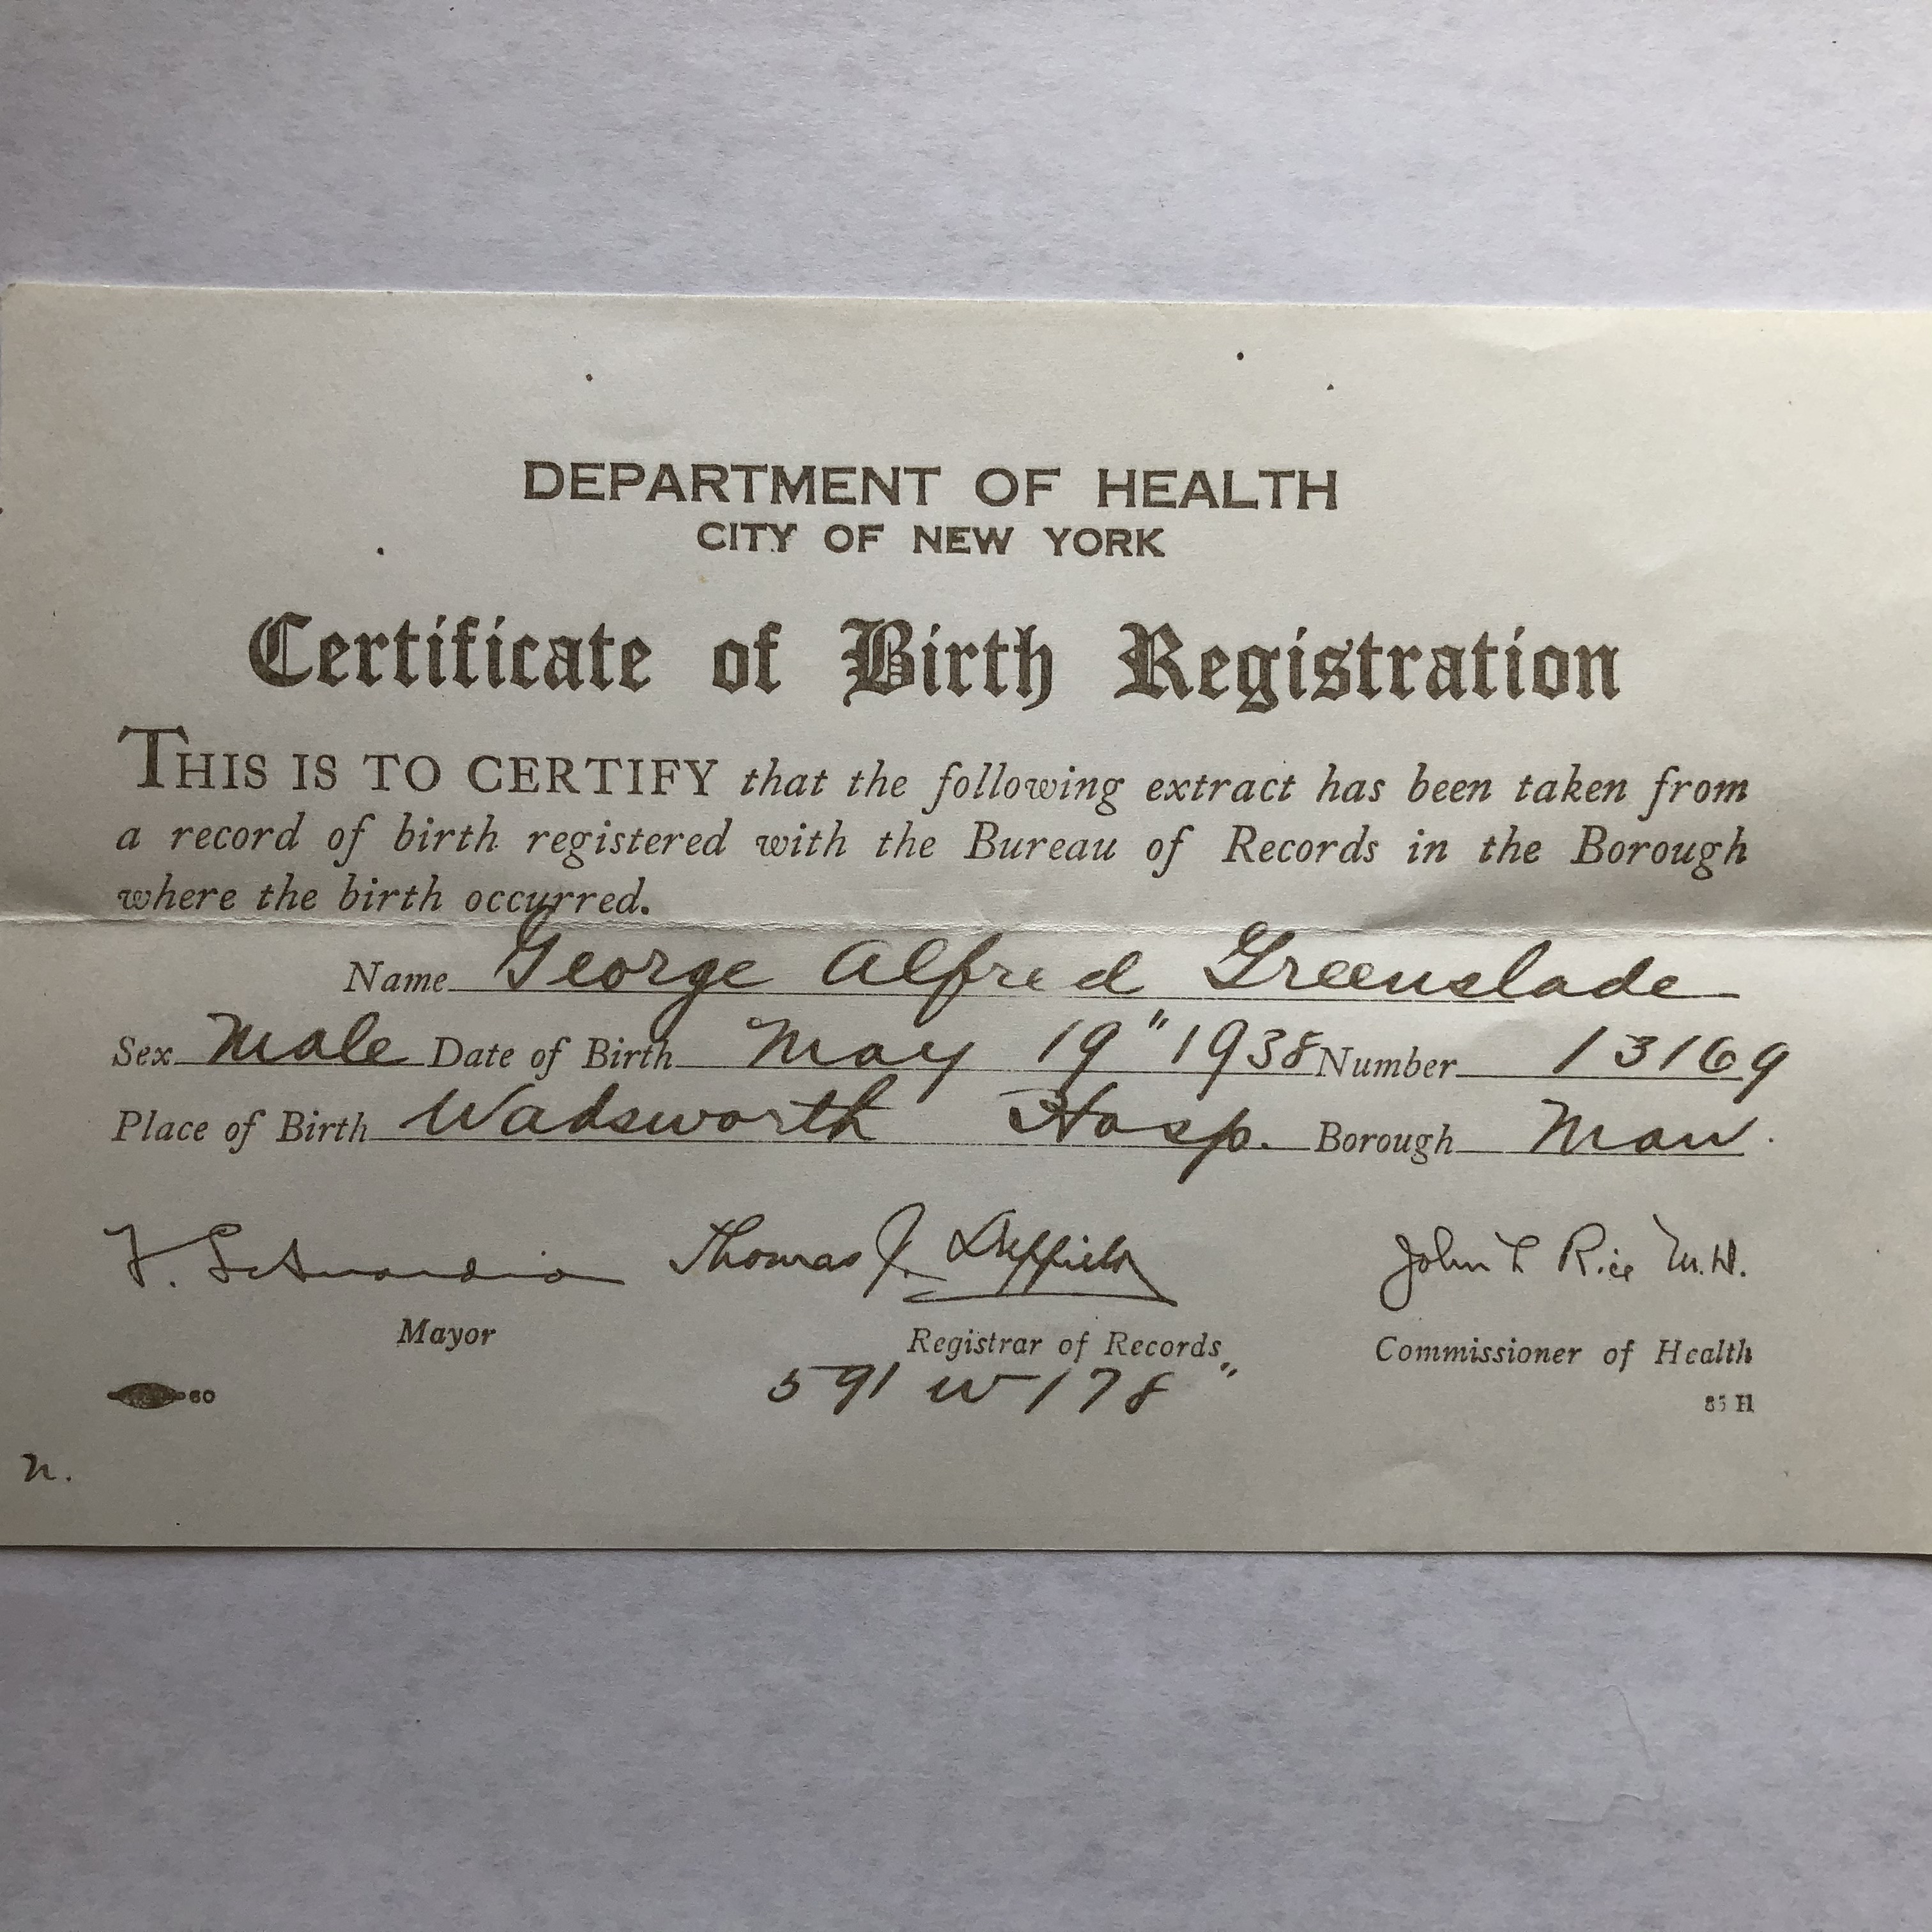 DEPARTMENT OF HEALTH
CITY OF NEW YORK
Certificate of Birth Registration
THIS IS TO CERTIFY that the following extract has been taken from
a record of birth registered with the Bureau of Records in the Borough
where the birth occurred.
Name George Alfred Greenslade
Sex Male Date of Birth May 19" 1938 Number 13169
Place of Birth Wadsworth Hosp. Borough Man.
F. LaGuardia Thomas J. Duffield John L Rice M.D.
Mayor Registrar of Records Commissioner of Health
591 W 178"
60 85 H
n.